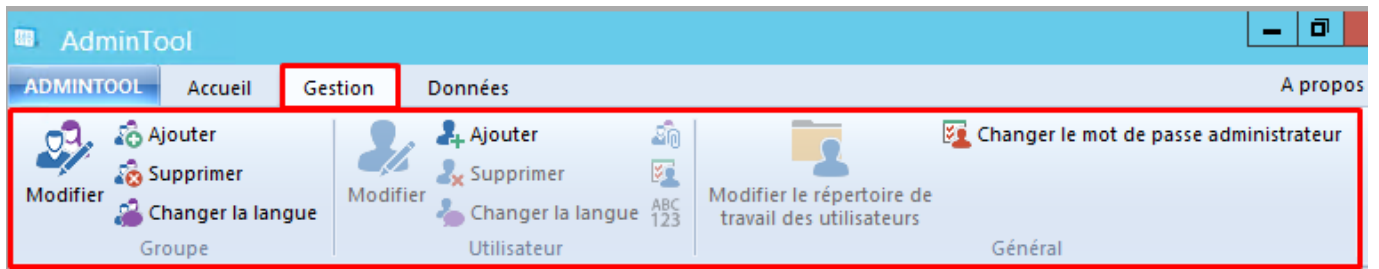 AdminTool
ADMINTOOL Accueil Gestion Données A propos
Modifier
Ajouter
Supprimer
Changer la langue
Groupe
Modifier
Ajouter
Supprimer
Changer la langue
ABC
123
Utilisateur
Modifier le répertoire de
travail des utilisateurs
Changer le mot de passe administrateur
Général